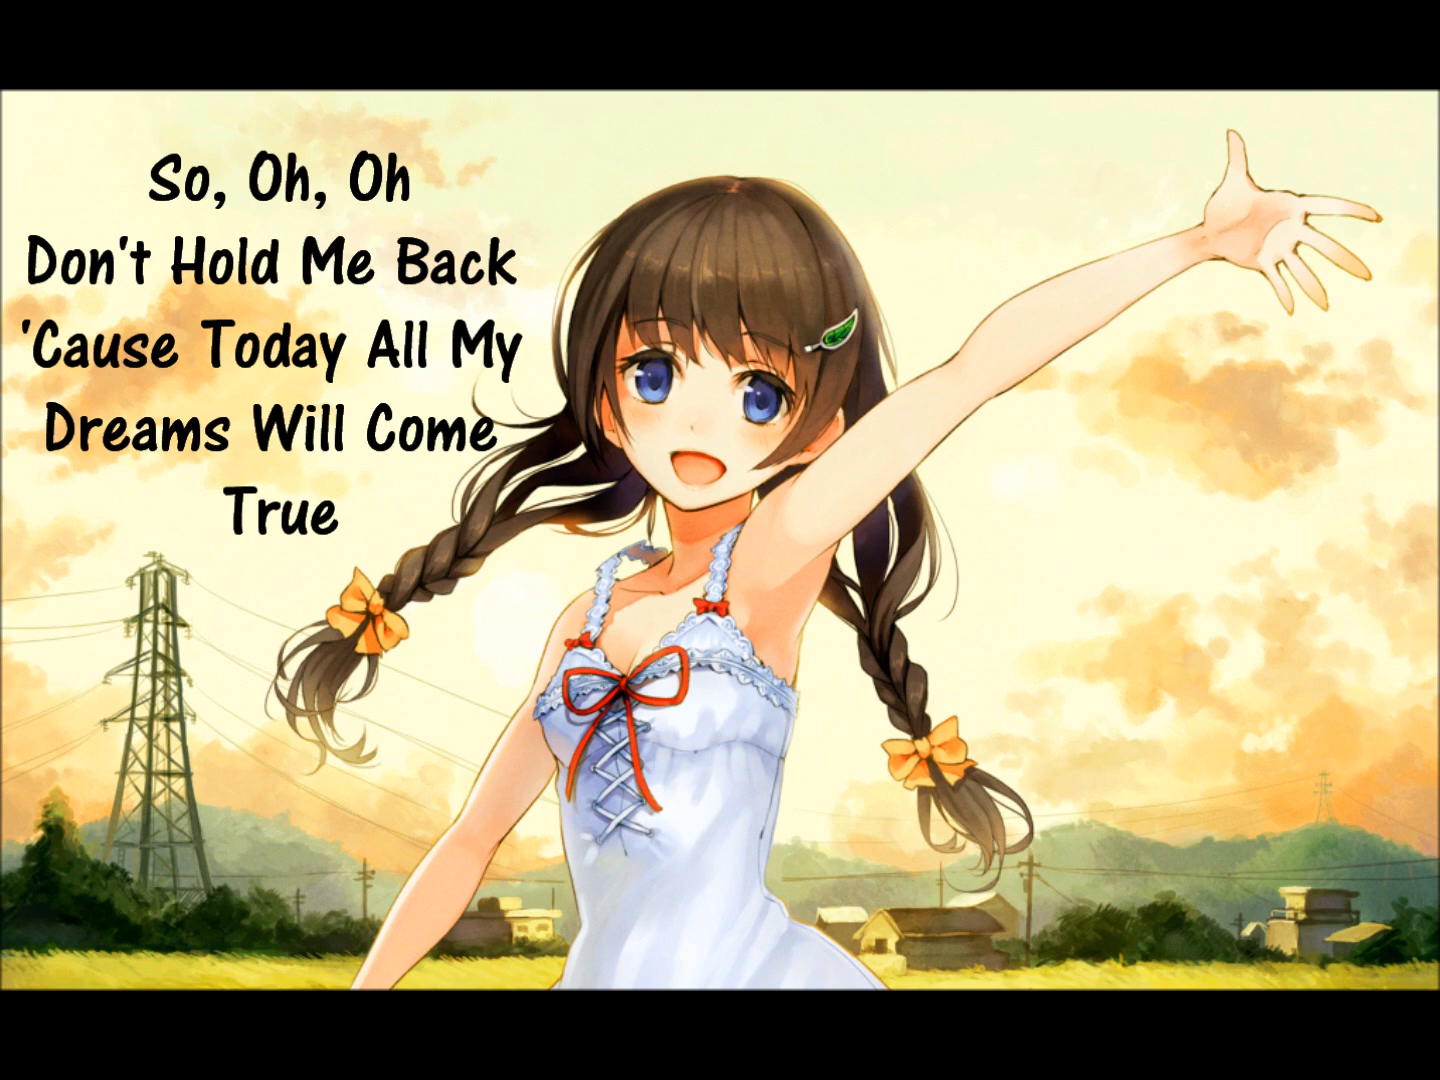 So, Oh, Oh
Don't Hold Me Back
'Cause Today All My
Dreams Will Come
True